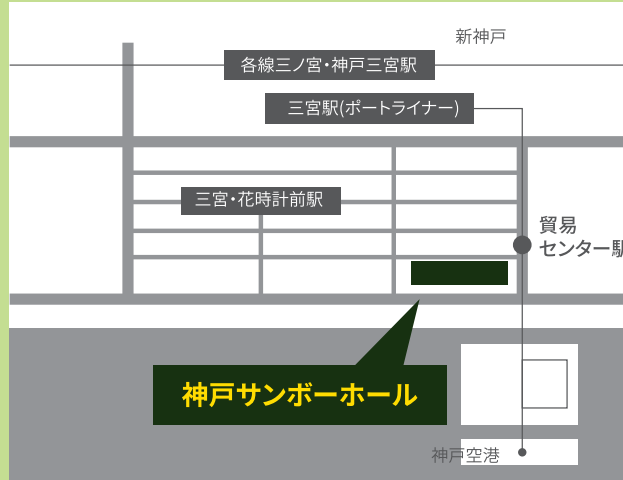 新神戸
各線三ノ宮・神戸三宮駅
三宮駅(ポートライナー)
三宮・花時計前駅
貿易
センター駅
神戸サンボーホール
神戸空港